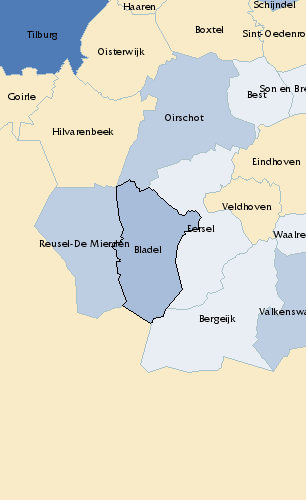 Haaren
Schijndel
Tilburg
Boxtel
Sint-Oedenro
Oisterwijk
Son en Bre
Goirle
Best
Oirschot
Hilvarenbeek
Eindhoven
Veldhoven
Eersel
Waalre
Reusel-De Mierden
Bladel
Valkenswa
Bergeijk